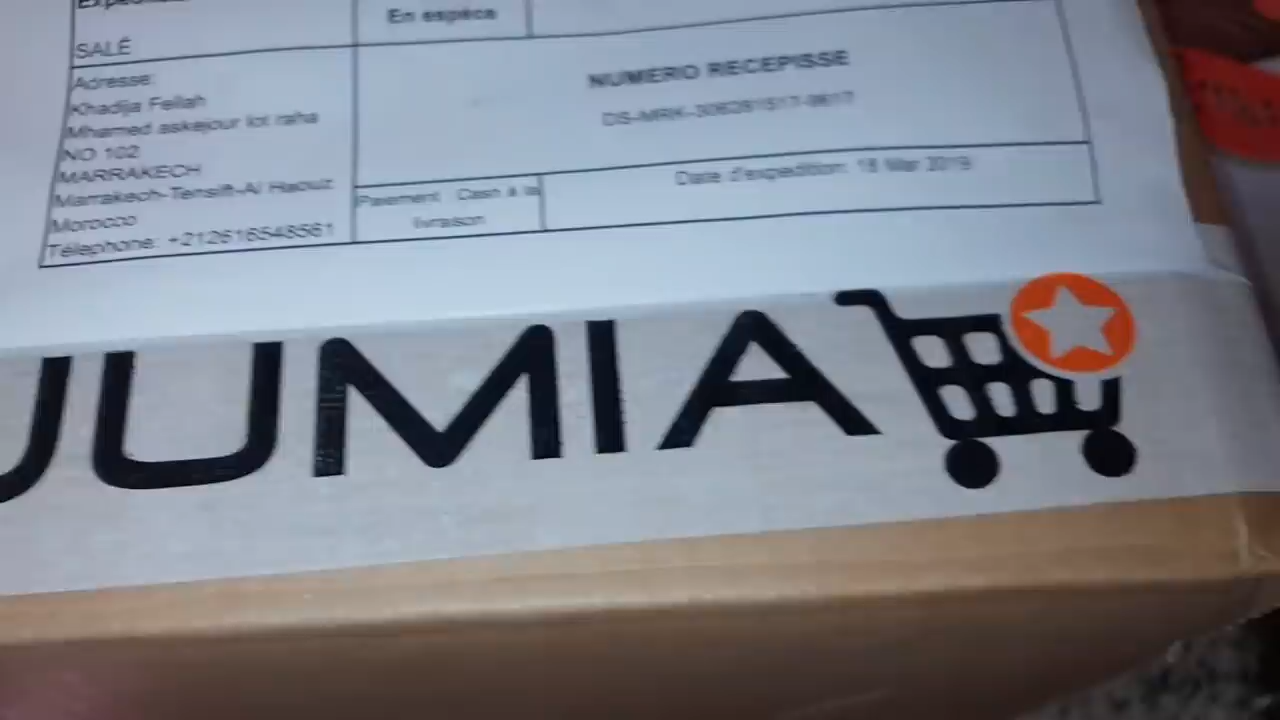 En espèce
SALÉ
Adresse:
Khadija Fellah
Mhamed askejour lot raha
NO 102
MARRAKECH
Marrakech-Tensift-Al Haouz
Morocco
Téléphone: +212616548561
NUMERO RECEPISSE
Paiement : Cash à la
livraison
Date d'expedition: 18 Mar 2019
JUMIA